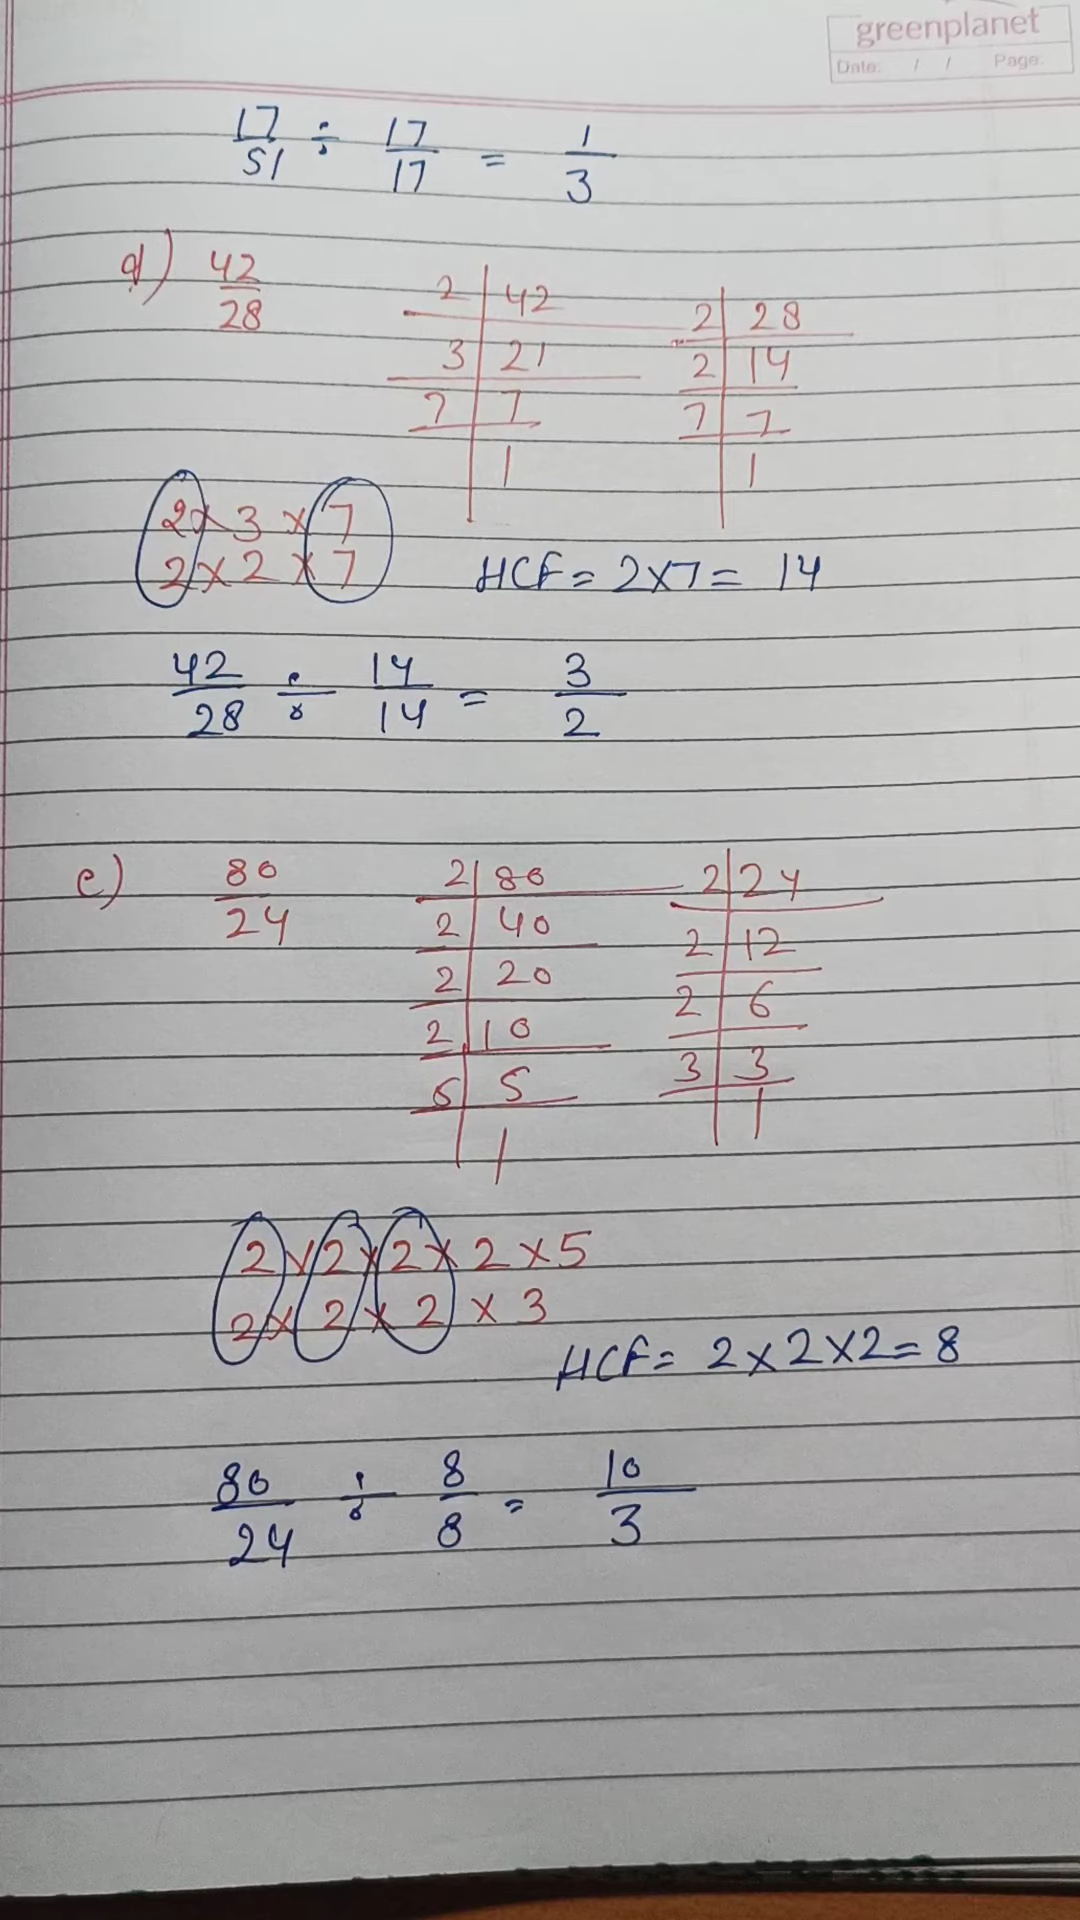 greenplanet
Date: / / Page:
17/51 ÷ 17/17 = 1/3
d) 42/28
2 | 42
3 | 21
7 | 7
1
2 | 28
2 | 14
7 | 7
1
2 × 3 × 7
2 × 2 × 7
HCF = 2×7 = 14
42/28 ÷ 14/14 = 3/2
e) 80/24
2 | 80
2 | 40
2 | 20
2 | 10
5 | 5
1
2 | 24
2 | 12
2 | 6
3 | 3
1
2 × 2 × 2 × 2 × 5
2 × 2 × 2 × 3
HCF = 2 × 2 × 2 = 8
80/24 ÷ 8/8 = 10/3